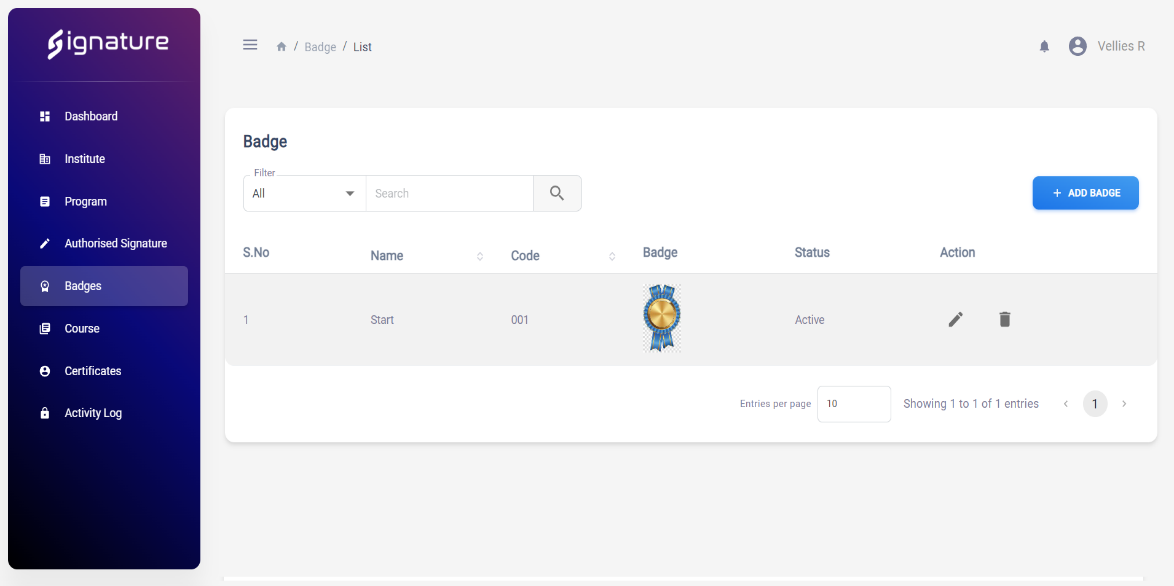 Signature
Dashboard
Institute
Program
Authorised Signature
Badges
Course
Certificates
Activity Log
/ Badge / List
Vellies R
Badge
Filter
All
Search
+ ADD BADGE
S.No Name Code Badge Status Action
1 Start 001 Active
Entries per page 10 Showing 1 to 1 of 1 entries ‹ 1 ›